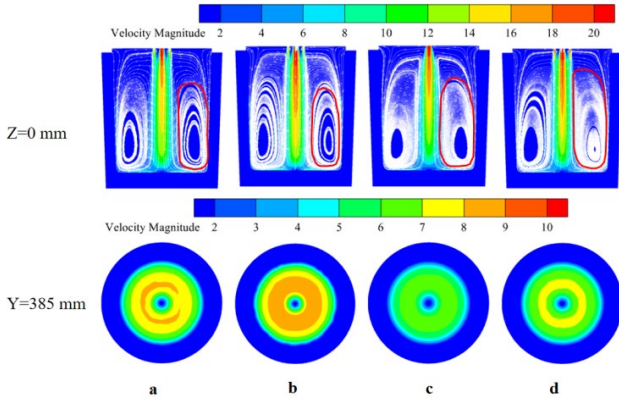 Velocity Magnitude 2 4 6 8 10 12 14 16 18 20
Z=0 mm
Velocity Magnitude 2 3 4 5 6 7 8 9 10
Y=385 mm
a b c d